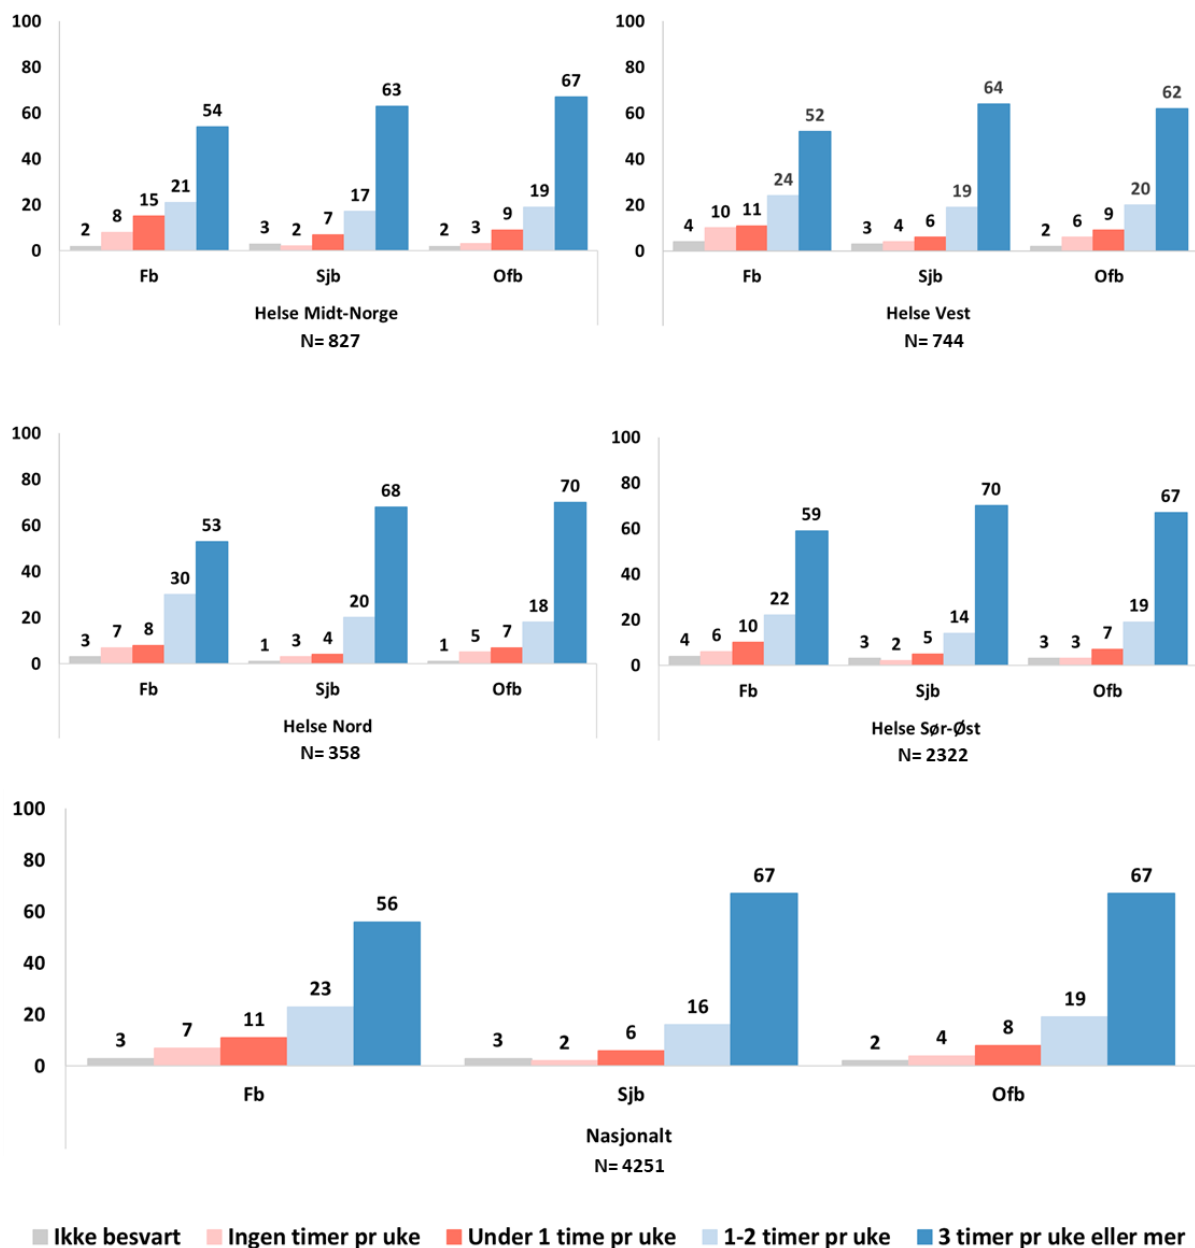 100
80
60
40
20
0
2 8 15 21 54
3 2 7 17 63
2 3 9 19 67
Fb Sjb Ofb
Helse Midt-Norge
N= 827
100
80
60
40
20
0
4 10 11 24 52
3 4 6 19 64
2 6 9 20 62
Fb Sjb Ofb
Helse Vest
N= 744
100
80
60
40
20
0
3 7 8 30 53
1 3 4 20 68
1 5 7 18 70
Fb Sjb Ofb
Helse Nord
N= 358
100
80
60
40
20
0
4 6 10 22 59
3 2 5 14 70
3 3 7 19 67
Fb Sjb Ofb
Helse Sør-Øst
N= 2322
100
80
60
40
20
0
3 7 11 23 56
3 2 6 16 67
2 4 8 19 67
Fb Sjb Ofb
Nasjonalt
N= 4251
Ikke besvart Ingen timer pr uke Under 1 time pr uke 1-2 timer pr uke 3 timer pr uke eller mer